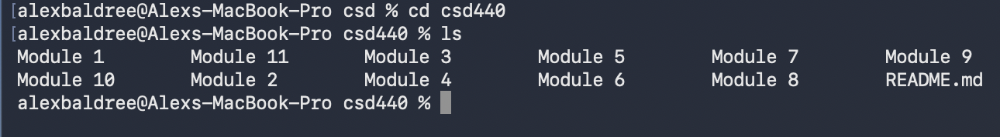 [alexbaldree@Alexs-MacBook-Pro csd % cd csd440
[alexbaldree@Alexs-MacBook-Pro csd440 % ls
Module 1 Module 11 Module 3 Module 5 Module 7 Module 9
Module 10 Module 2 Module 4 Module 6 Module 8 README.md
alexbaldree@Alexs-MacBook-Pro csd440 %